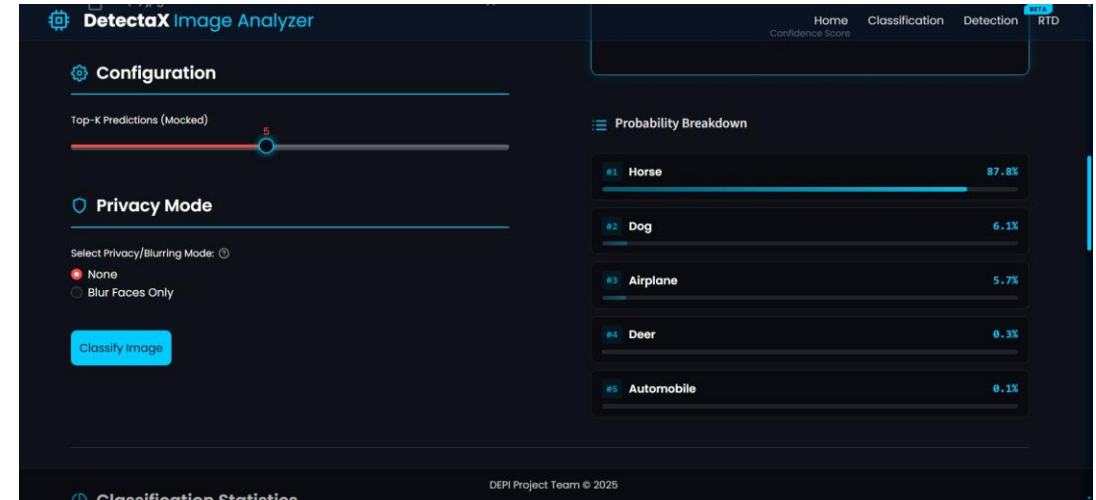 DetectaX Image Analyzer
Home Classification Detection RTD
BETA
Confidence Score
Configuration
Top-K Predictions (Mocked)
5
Privacy Mode
Select Privacy/Blurring Mode:
None
Blur Faces Only
Classify Image
Probability Breakdown
#1 Horse 87.8%
#2 Dog 6.1%
#3 Airplane 5.7%
#4 Deer 0.3%
#5 Automobile 0.1%
DEPI Project Team © 2025
Classification Statistics